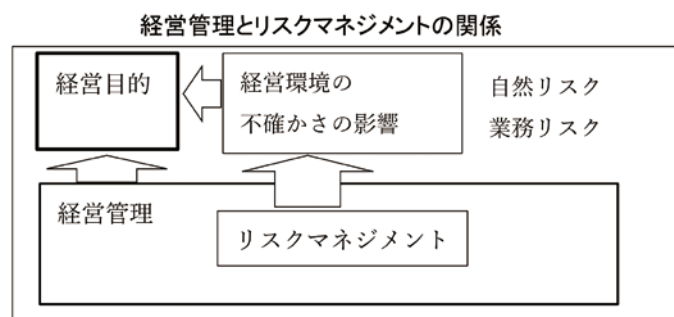 経営管理とリスクマネジメントの関係
経営目的
経営環境の
不確かさの影響
自然リスク
業務リスク
経営管理
リスクマネジメント